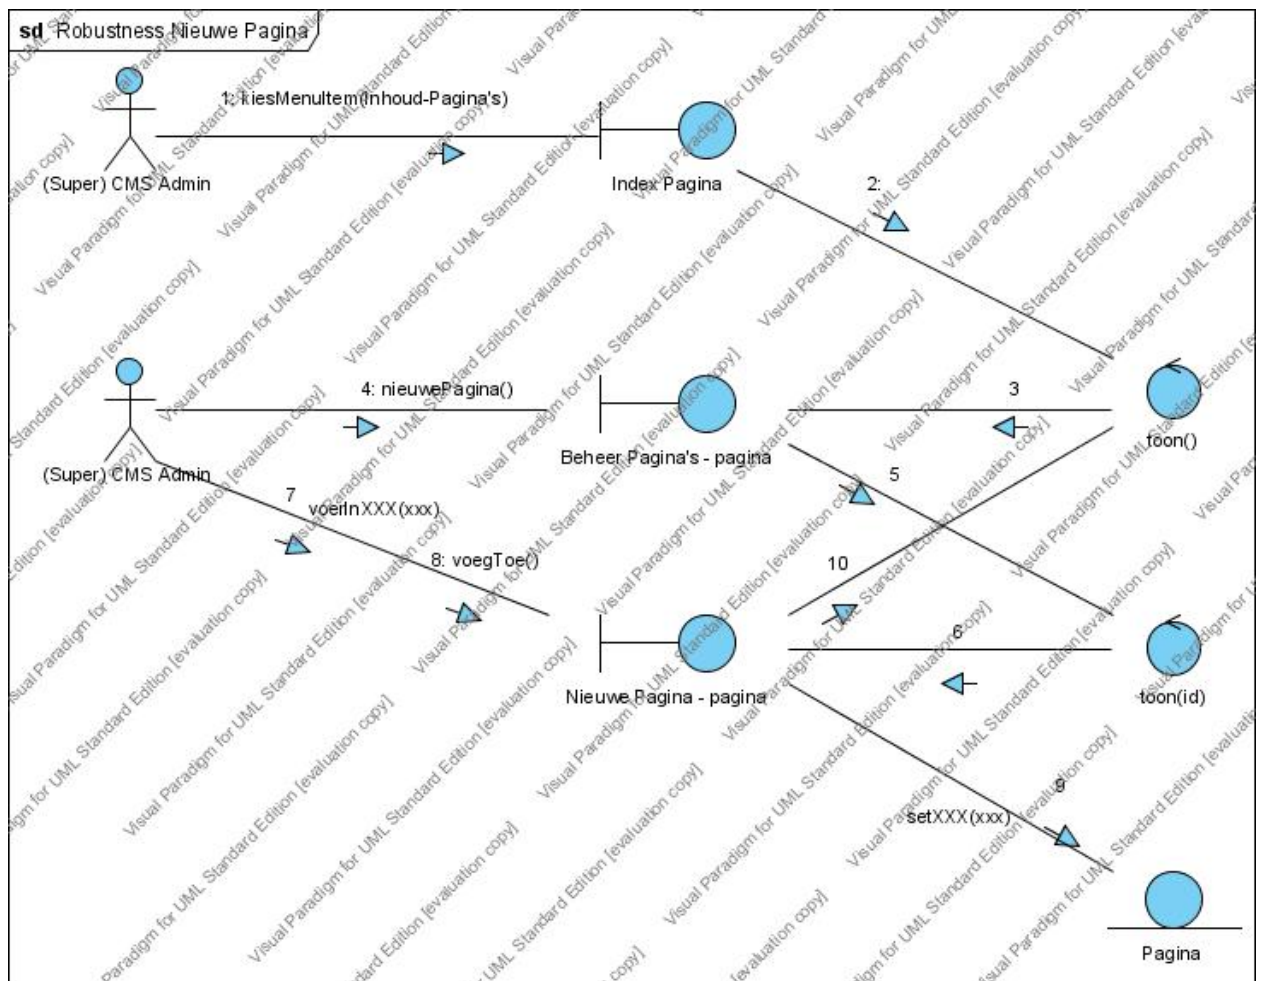 sd Robustness Nieuwe Pagina
1: kiesMenuItem(Inhoud-Pagina's)
(Super) CMS Admin
Index Pagina
2:
4: nieuwePagina()
3
(Super) CMS Admin
Beheer Pagina's - pagina
toon()
7
voerInXXX(xxx)
5
8: voegToe()
10
6
Nieuwe Pagina - pagina
toon(id)
9
setXXX(xxx)
Pagina
Visual Paradigm for UML Standard Edition [evaluation copy]